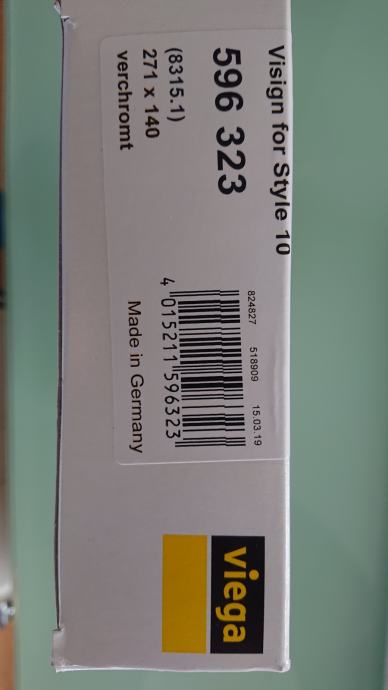 Visign for Style 10
596 323
(8315.1)
271 x 140
verchromt
824827 518909 15.03.19
4 015211 596323
Made in Germany
viega